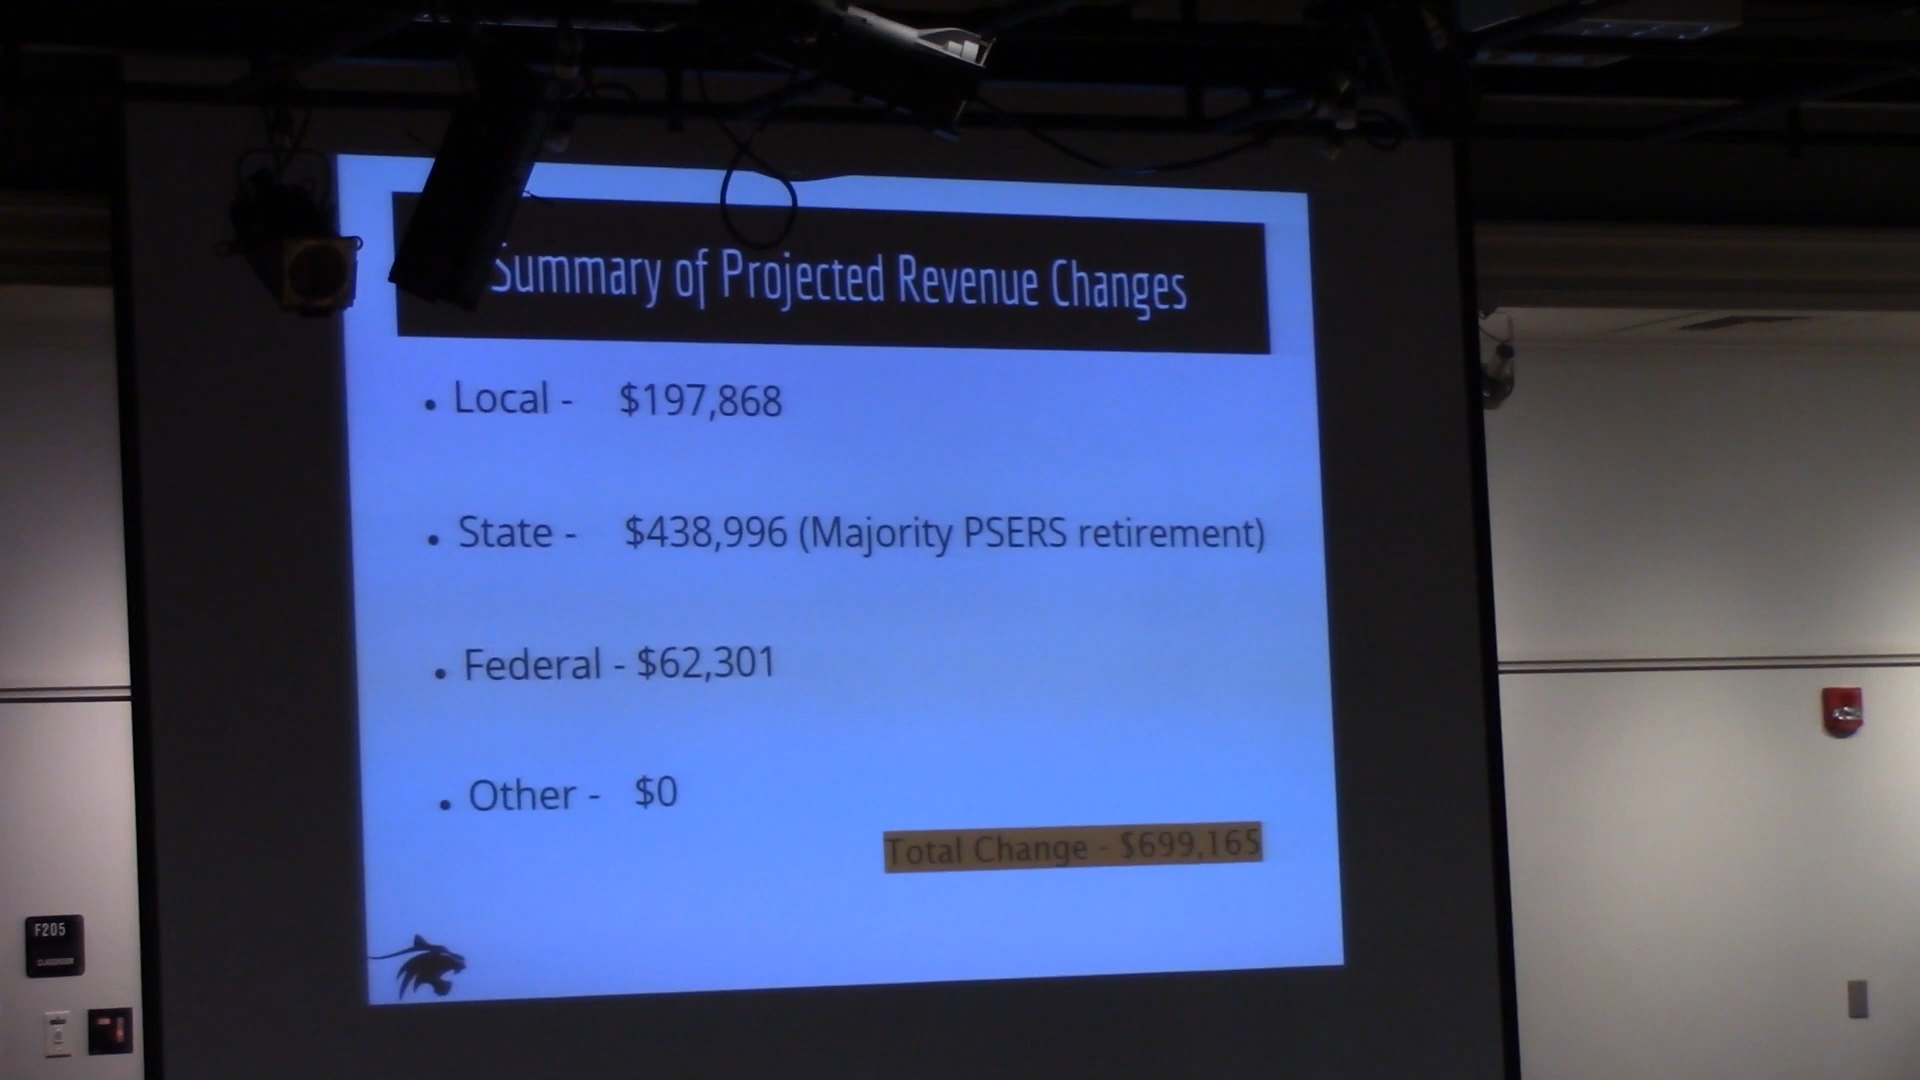 Summary of Projected Revenue Changes
• Local - $197,868
• State - $438,996 (Majority PSERS retirement)
• Federal - $62,301
• Other - $0
Total Change - $699,165
F205
CLASSROOM